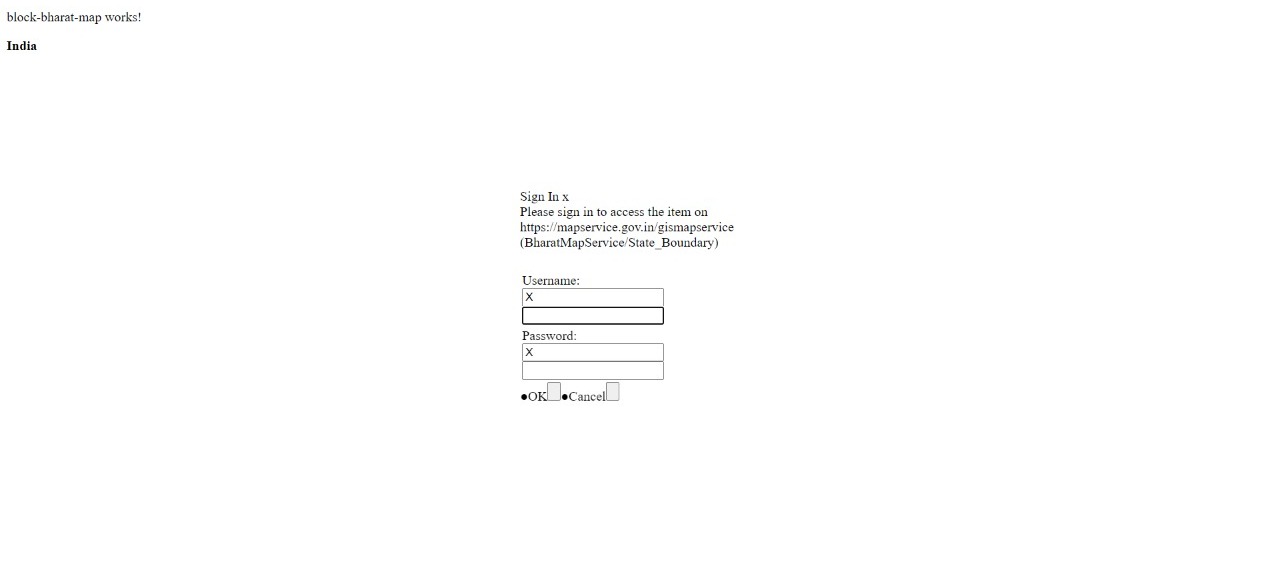 block-bharat-map works!
India
Sign In x
Please sign in to access the item on
https://mapservice.gov.in/gismapservice
(BharatMapService/State_Boundary)
Username:
X
Password:
X
●OK ●Cancel